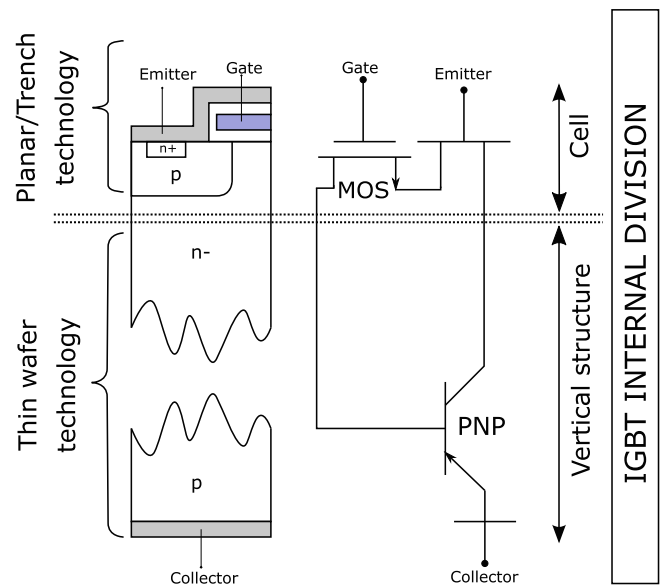 Planar/Trench
technology
Emitter
Gate
n+
p
Gate
Emitter
MOS
Cell
n-
Thin wafer
technology
p
Collector
PNP
Collector
Vertical structure
IGBT INTERNAL DIVISION